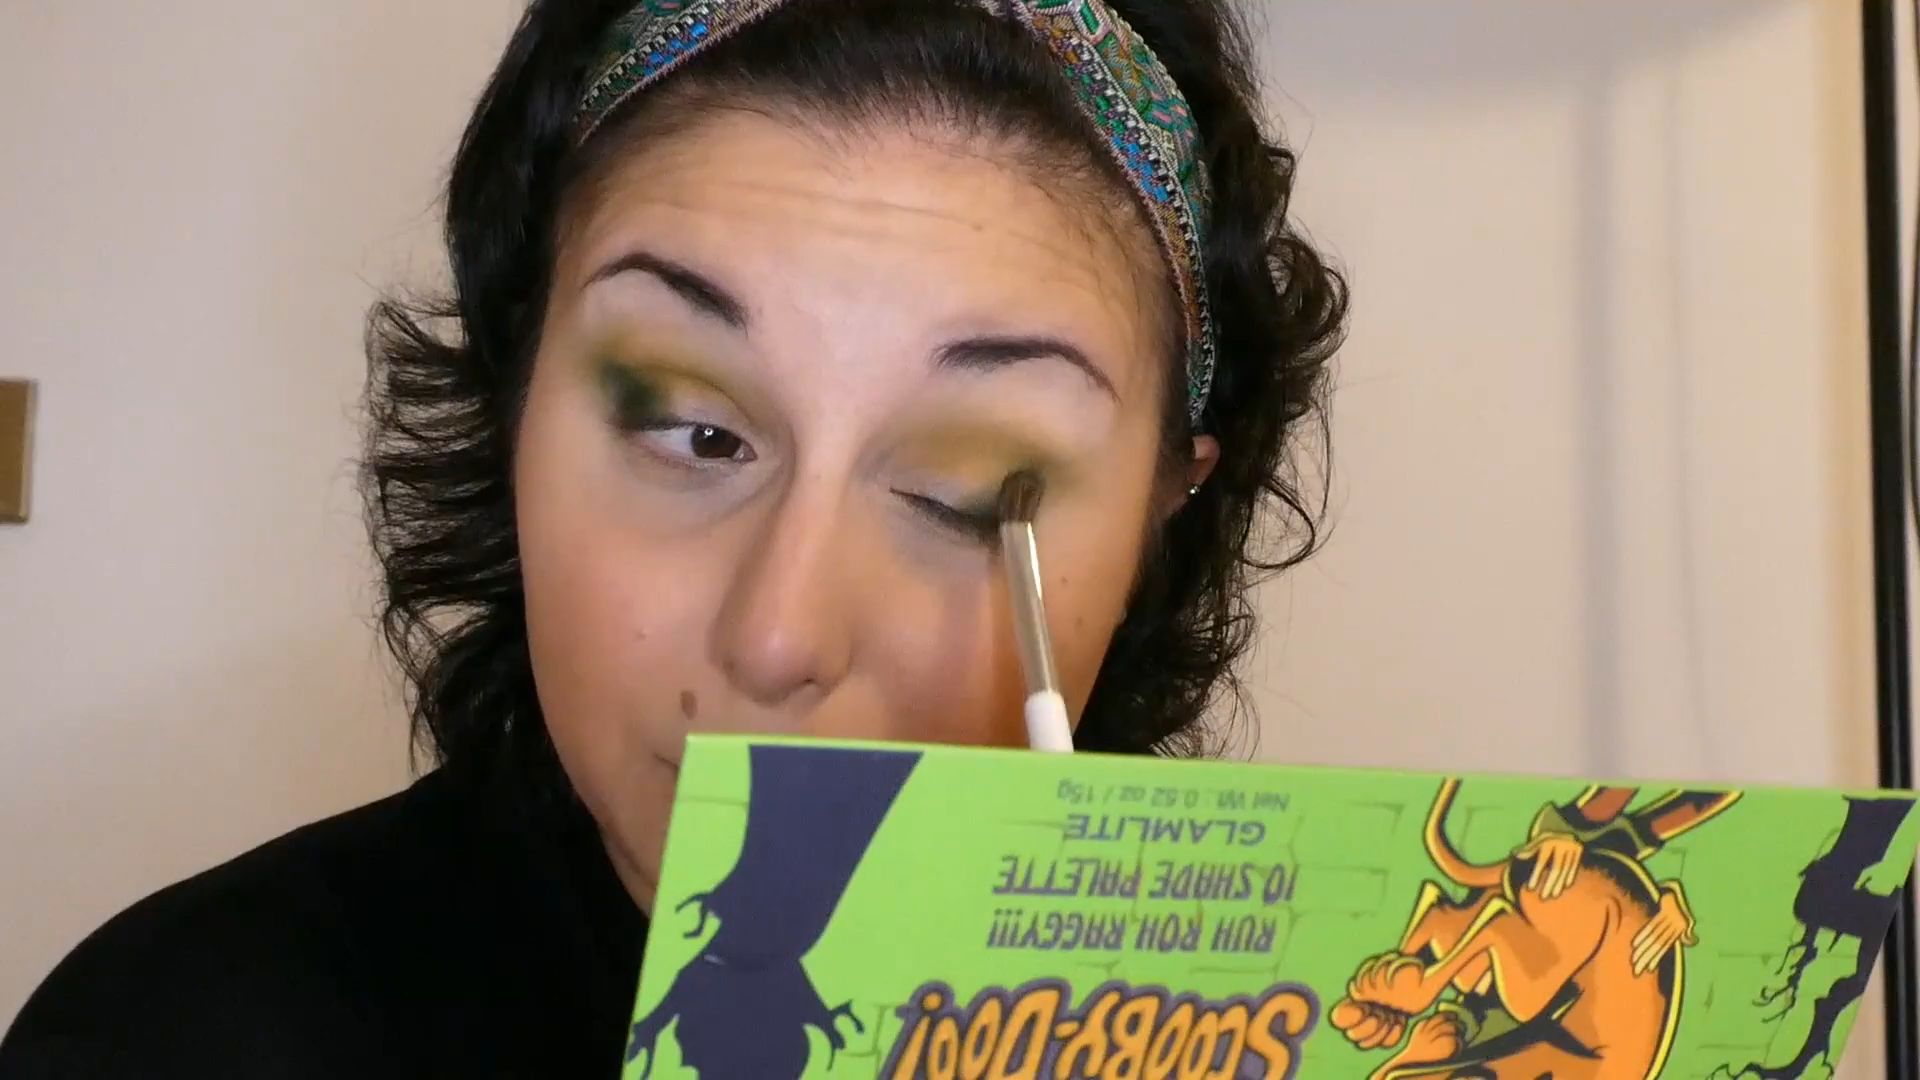 SCOOBY-DOO!
RUH ROH RAGGY!!!
10 SHADE PALETTE
GLAMLITE
Net Wt.: 0.52 oz / 15g